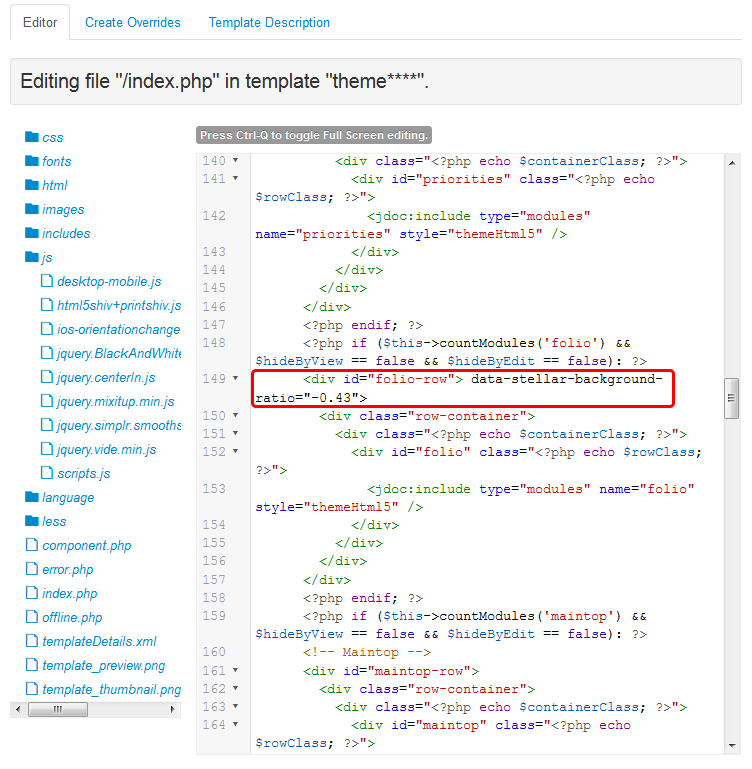 Editor Create Overrides Template Description
Editing file "/index.php" in template "theme****".
css
fonts
html
images
includes
js
desktop-mobile.js
html5shiv+printshiv.js
ios-orientationchange
jquery.BlackAndWhite
jquery.centerIn.js
jquery.mixitup.min.js
jquery.simplr.smooths
jquery.vide.min.js
scripts.js
language
less
component.php
error.php
index.php
offline.php
templateDetails.xml
template_preview.png
template_thumbnail.png
Press Ctrl-Q to toggle Full Screen editing.
140 <div class="<?php echo $containerClass; ?>">
141 <div id="priorities" class="<?php echo
$rowClass; ?>">
142 <jdoc:include type="modules"
name="priorities" style="themeHtml5" />
143 </div>
144 </div>
145 </div>
146 </div>
147 <?php endif; ?>
148 <?php if ($this->countModules('folio') &&
$hideByView == false && $hideByEdit == false): ?>
149 <div id="folio-row"> data-stellar-background-
ratio="-0.43">
150 <div class="row-container">
151 <div class="<?php echo $containerClass; ?>">
152 <div id="folio" class="<?php echo $rowClass;
?>">
153 <jdoc:include type="modules" name="folio"
style="themeHtml5" />
154 </div>
155 </div>
156 </div>
157 </div>
158 <?php endif; ?>
159 <?php if ($this->countModules('maintop') &&
$hideByView == false && $hideByEdit == false): ?>
160 <!-- Maintop -->
161 <div id="maintop-row">
162 <div class="row-container">
163 <div class="<?php echo $containerClass; ?>">
164 <div id="maintop" class="<?php echo
$rowClass; ?>">